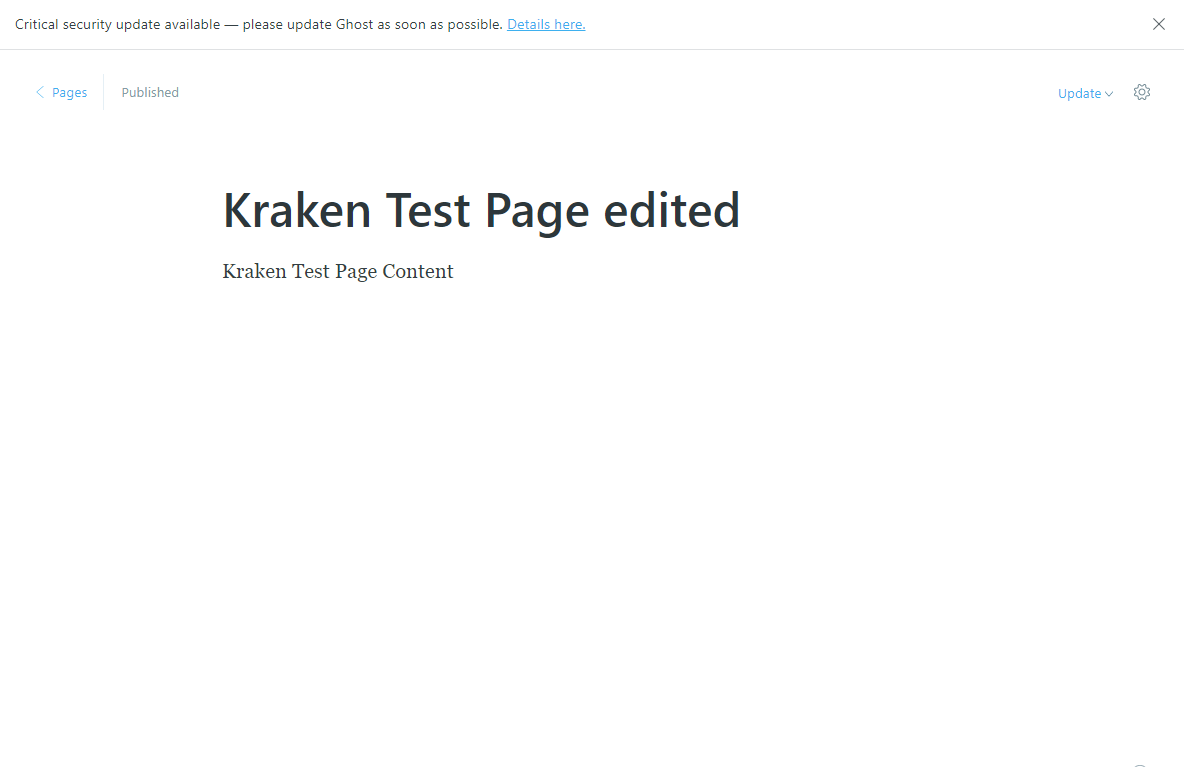 Critical security update available — please update Ghost as soon as possible. Details here.
Pages
Published
Update
Kraken Test Page edited
Kraken Test Page Content